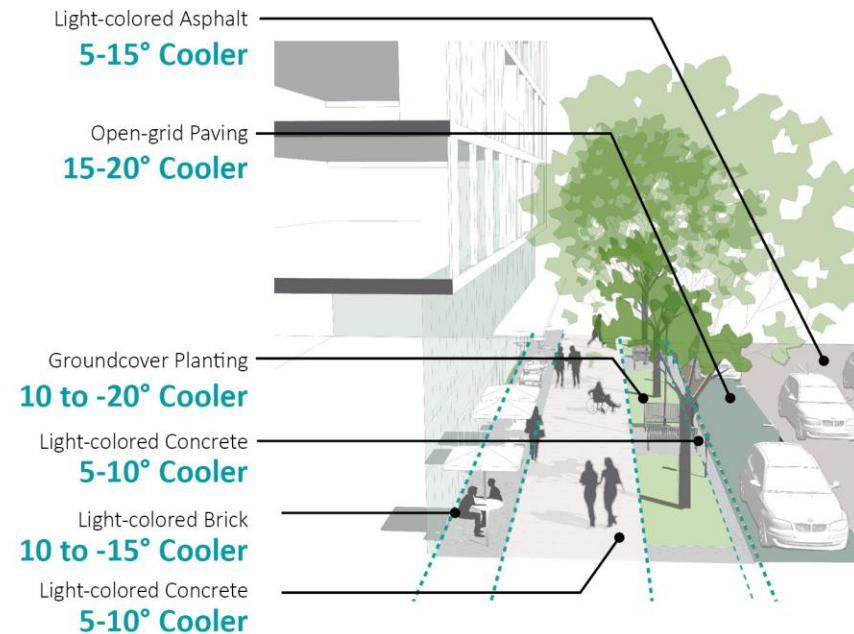 Light-colored Asphalt
5-15° Cooler
Open-grid Paving
15-20° Cooler
Groundcover Planting
10 to -20° Cooler
Light-colored Concrete
5-10° Cooler
Light-colored Brick
10 to -15° Cooler
Light-colored Concrete
5-10° Cooler